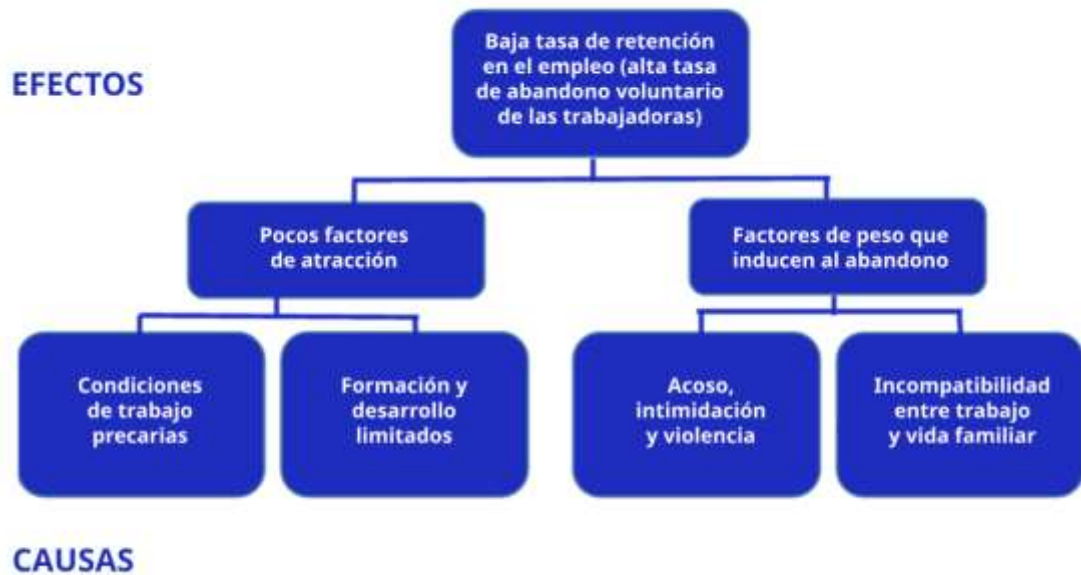 EFECTOS
Baja tasa de retención
en el empleo (alta tasa
de abandono voluntario
de las trabajadoras)
Pocos factores
de atracción
Factores de peso que
inducen al abandono
Condiciones
de trabajo
precarias
Formación y
desarrollo
limitados
Acoso,
intimidación
y violencia
Incompatibilidad
entre trabajo
y vida familiar
CAUSAS